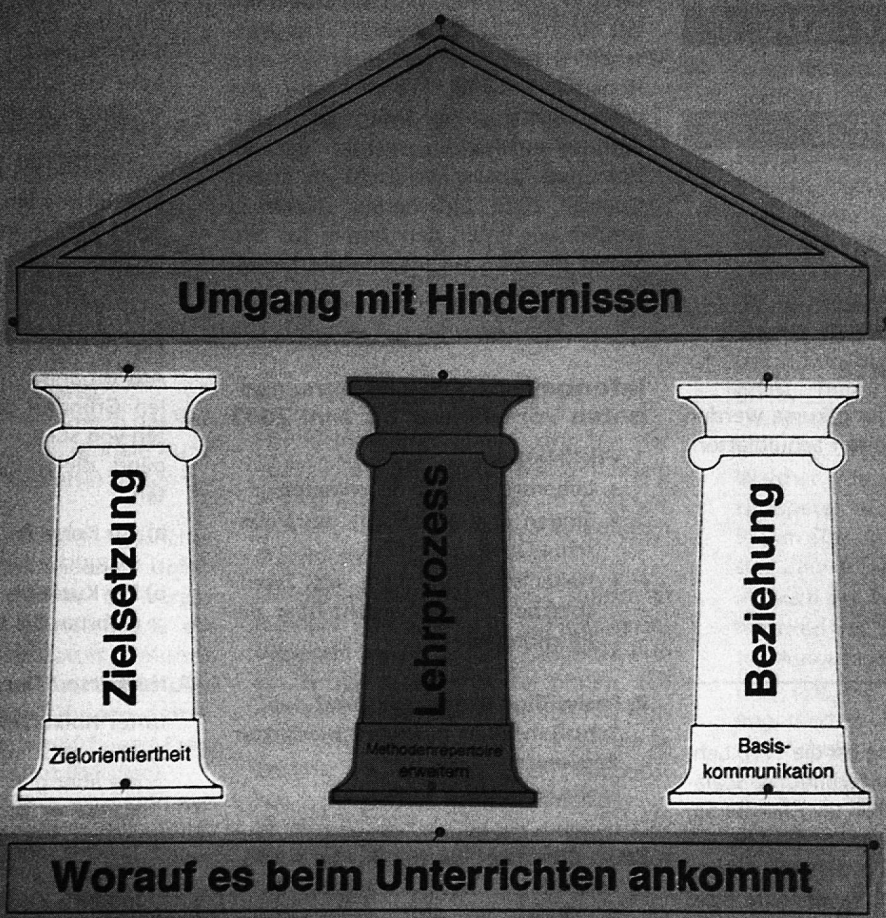 Umgang mit Hindernissen
Zielsetzung
Zielorientiertheit
Lehrprozess
Methodenrepertoire
erweitern
Beziehung
Basis-
kommunikation
Worauf es beim Unterrichten ankommt